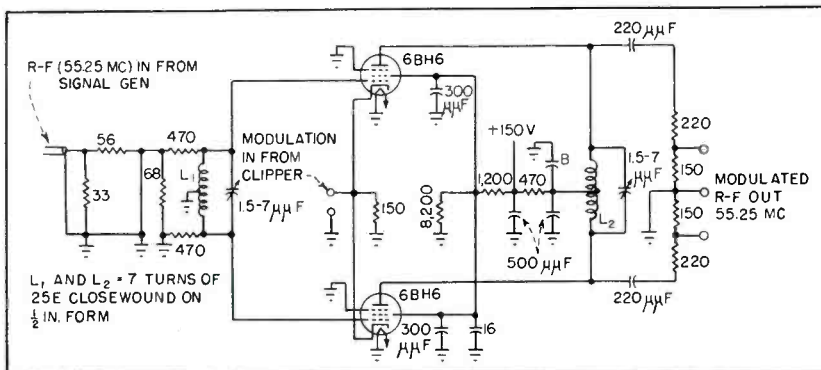 R-F (55.25 MC) IN FROM
SIGNAL GEN
56
33
68
470
L₁
470
1.5-7μμF
L₁ AND L₂ = 7 TURNS OF
25E CLOSEWOUND ON
½ IN. FORM
MODULATION
IN FROM
CLIPPER
150
6BH6
300
μμF
8,200
+150 V
1,200
470
B
500 μμF
L₂
1.5-7
μμF
220 μμF
220
150
MODULATED
R-F OUT
55.25 MC
150
220
220 μμF
6BH6
300
μμF
16